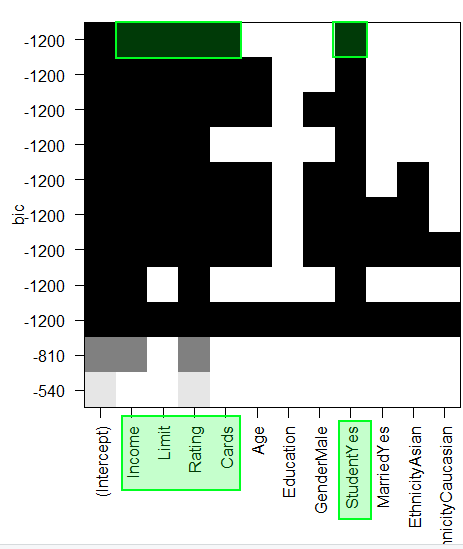 -1200
-1200
-1200
-1200
-1200
-1200
-1200
-1200
-1200
-810
-540
bic
(Intercept)
Income
Limit
Rating
Cards
Age
Education
GenderMale
StudentYes
MarriedYes
EthnicityAsian
nnicityCaucasian